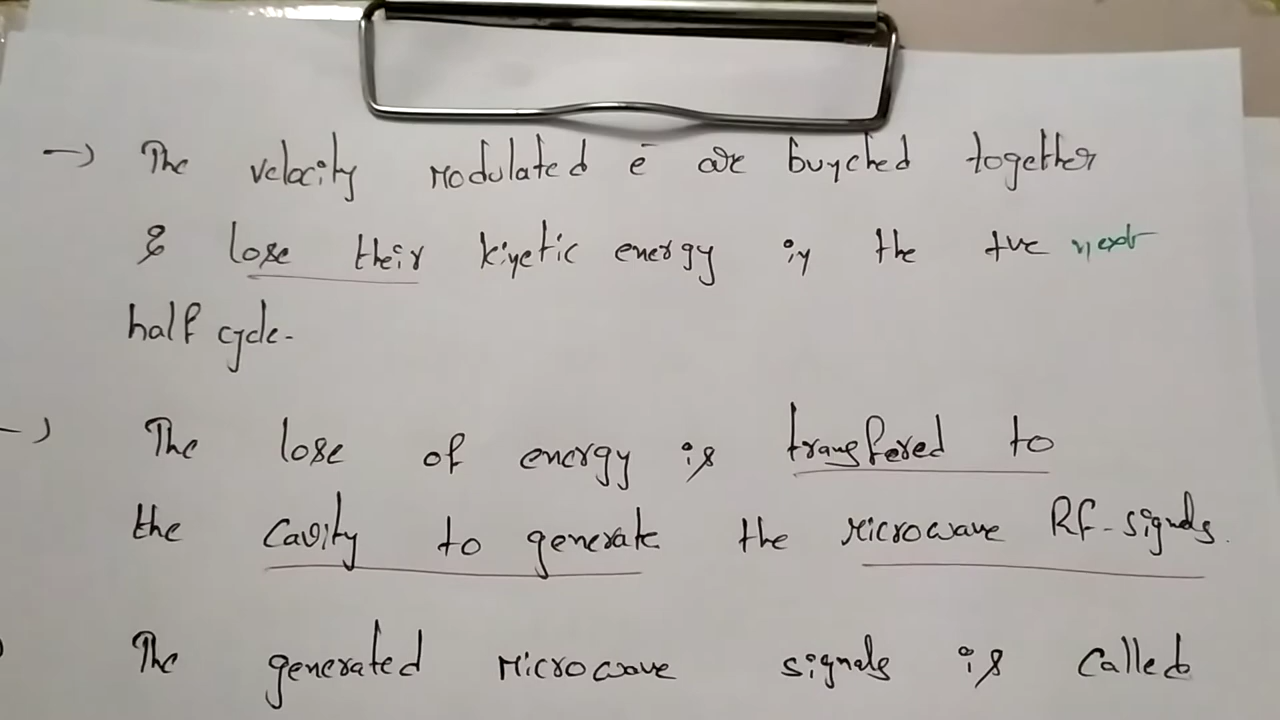 → The velocity modulated e⁻ are bunched together
& lose their kinetic energy in the +ve next
half cycle.
→ The lose of energy is transfered to
the cavity to generate the microwave RF-signals.
The generated microwave signals is called